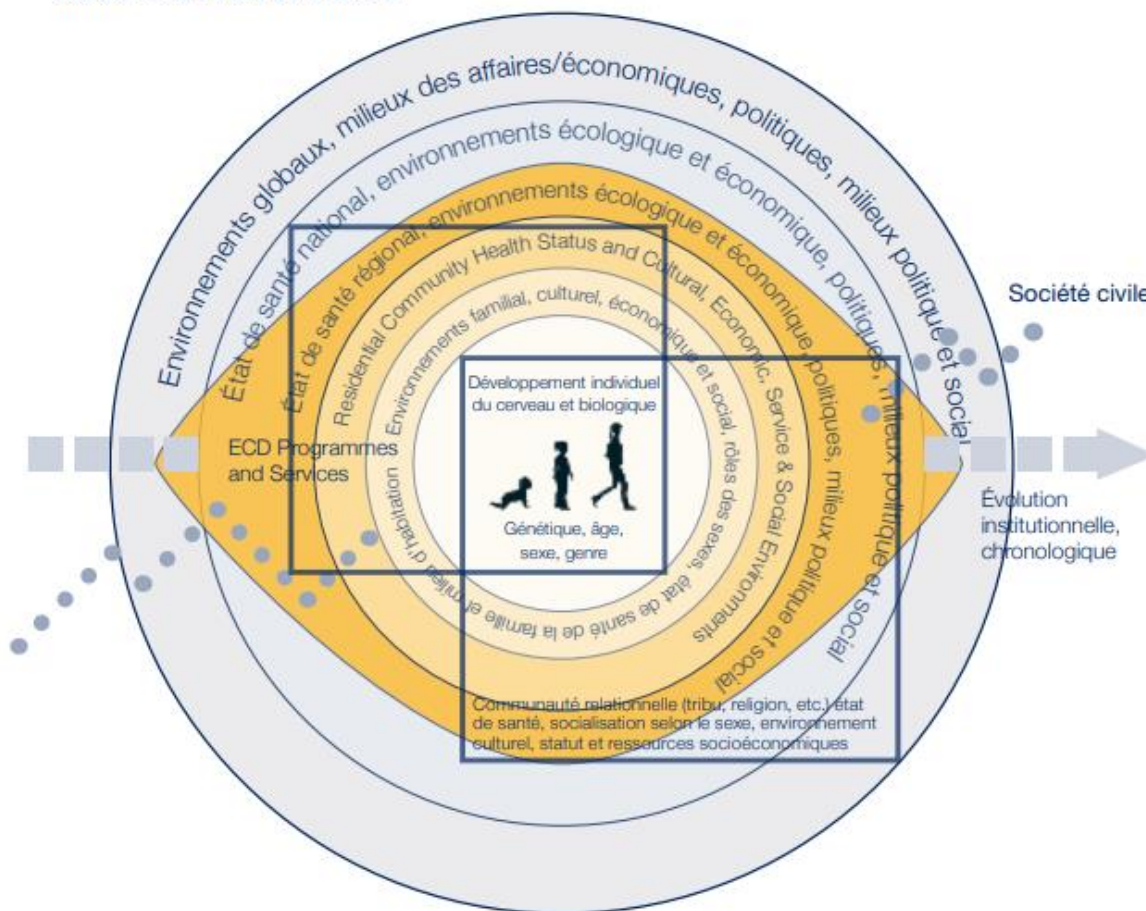 Environnements globaux, milieux des affaires/économiques, politiques, milieux politique et social
État de santé national, environnements écologique et économique, politiques, milieux politique et social
État de santé régional, environnements écologique et économique, politiques, milieux politique et social
Residential Community Health Status and Cultural, Economic, Service & Social Environments
Environments familial, culturel, économique et social, rôles des sexes, état de santé de la famille et milieu d'habitation
Développement individuel
du cerveau et biologique
Génétique, âge,
sexe, genre
ECD Programmes
and Services
Société civile
Évolution
institutionnelle,
chronologique
Communauté relationnelle (tribu, religion, etc.) état
de santé, socialisation selon le sexe, environnement
culturel, statut et ressources socioéconomiques